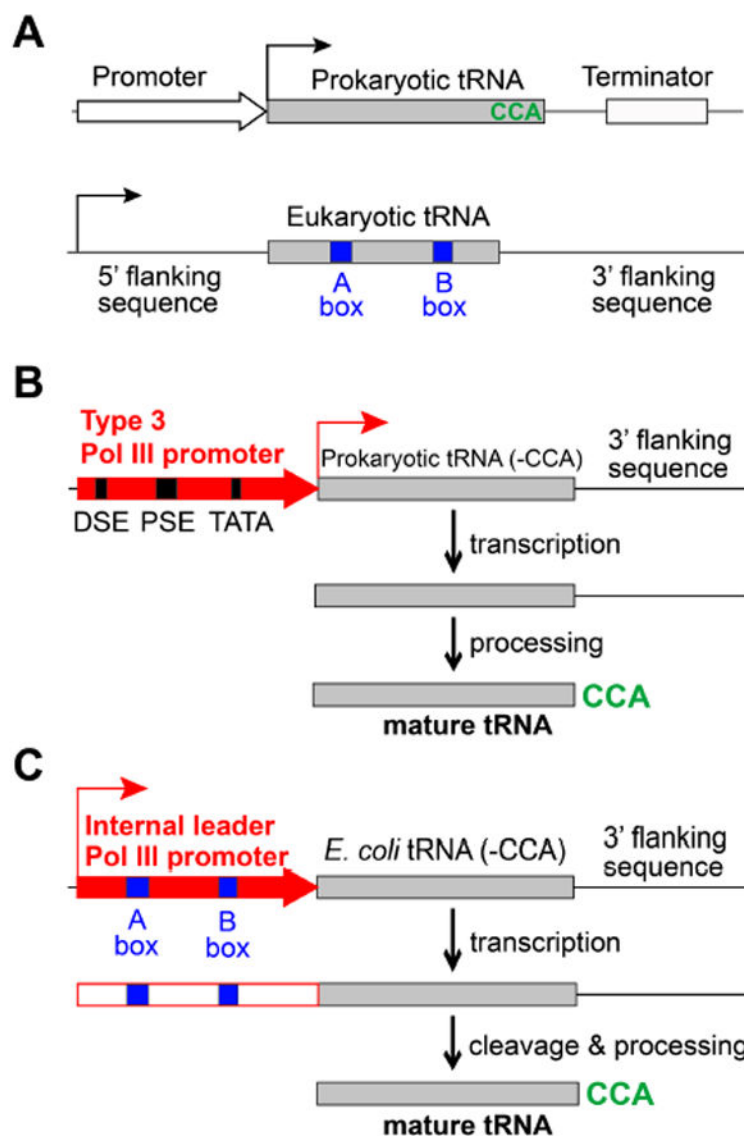 A
Promoter
Prokaryotic tRNA
Terminator
CCA
Eukaryotic tRNA
5' flanking
sequence
A
box
B
box
3' flanking
sequence
B
Type 3
Pol III promoter
Prokaryotic tRNA (-CCA)
3' flanking
sequence
DSE PSE TATA
transcription
processing
CCA
mature tRNA
C
Internal leader
Pol III promoter
E. coli tRNA (-CCA)
3' flanking
sequence
A
box
B
box
transcription
cleavage & processing
CCA
mature tRNA